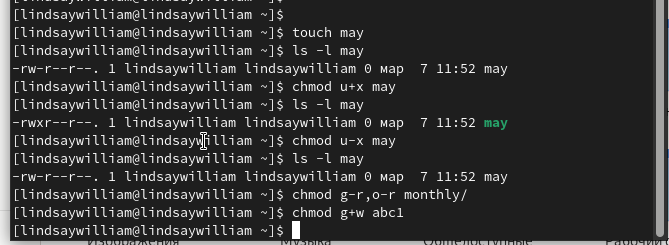 [lindsaywilliam@lindsaywilliam ~]$
[lindsaywilliam@lindsaywilliam ~]$ touch may
[lindsaywilliam@lindsaywilliam ~]$ ls -l may
-rw-r--r--. 1 lindsaywilliam lindsaywilliam 0 мар  7 11:52 may
[lindsaywilliam@lindsaywilliam ~]$ chmod u+x may
[lindsaywilliam@lindsaywilliam ~]$ ls -l may
-rwxr--r--. 1 lindsaywilliam lindsaywilliam 0 мар  7 11:52 may
[lindsaywilliam@lindsaywilliam ~]$ chmod u-x may
[lindsaywilliam@lindsaywilliam ~]$ ls -l may
-rw-r--r--. 1 lindsaywilliam lindsaywilliam 0 мар  7 11:52 may
[lindsaywilliam@lindsaywilliam ~]$ chmod g-r,o-r monthly/
[lindsaywilliam@lindsaywilliam ~]$ chmod g+w abc1
[lindsaywilliam@lindsaywilliam ~]$
Изображения Музыка Общедоступные